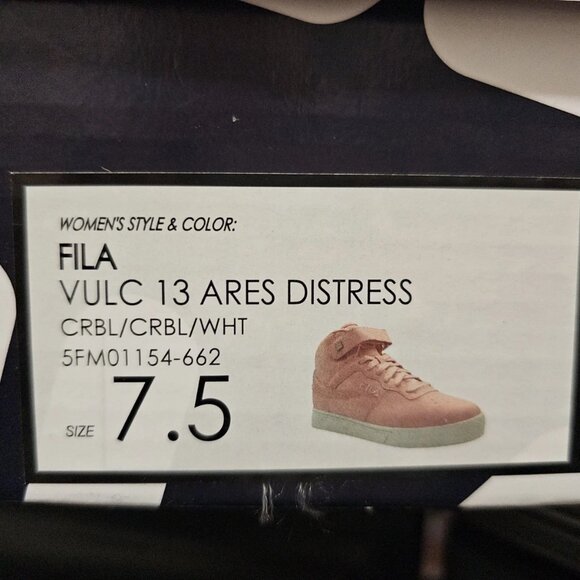 WOMEN'S STYLE & COLOR:
FILA
VULC 13 ARES DISTRESS
CRBL/CRBL/WHT
5FM01154-662
SIZE 7.5